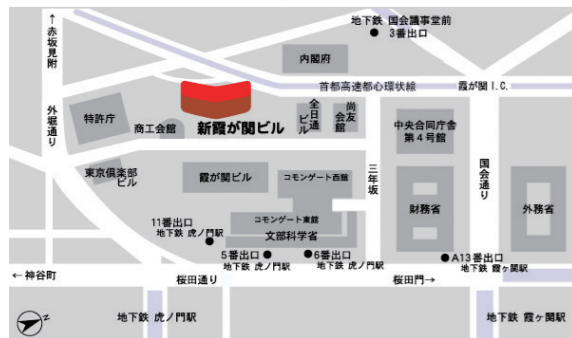 ↑赤坂見附
外堀通り
地下鉄 国会議事堂前
3番出口
内閣府
首都高速都心環状線
霞が関 I.C.
特許庁
商工会館
新霞が関ビル
全日通
ビル
尚友
会館
中央合同庁舎
第4号館
三年坂
国会通り
東京倶楽部
ビル
霞が関ビル
コモンゲート西館
コモンゲート東館
文部科学省
財務省
外務省
11番出口
地下鉄 虎ノ門駅
5番出口
地下鉄 虎ノ門駅
6番出口
地下鉄 虎ノ門駅
A13番出口
地下鉄 霞ヶ関駅
←神谷町
桜田通り
桜田門→
Z
地下鉄 虎ノ門駅
地下鉄 霞ヶ関駅